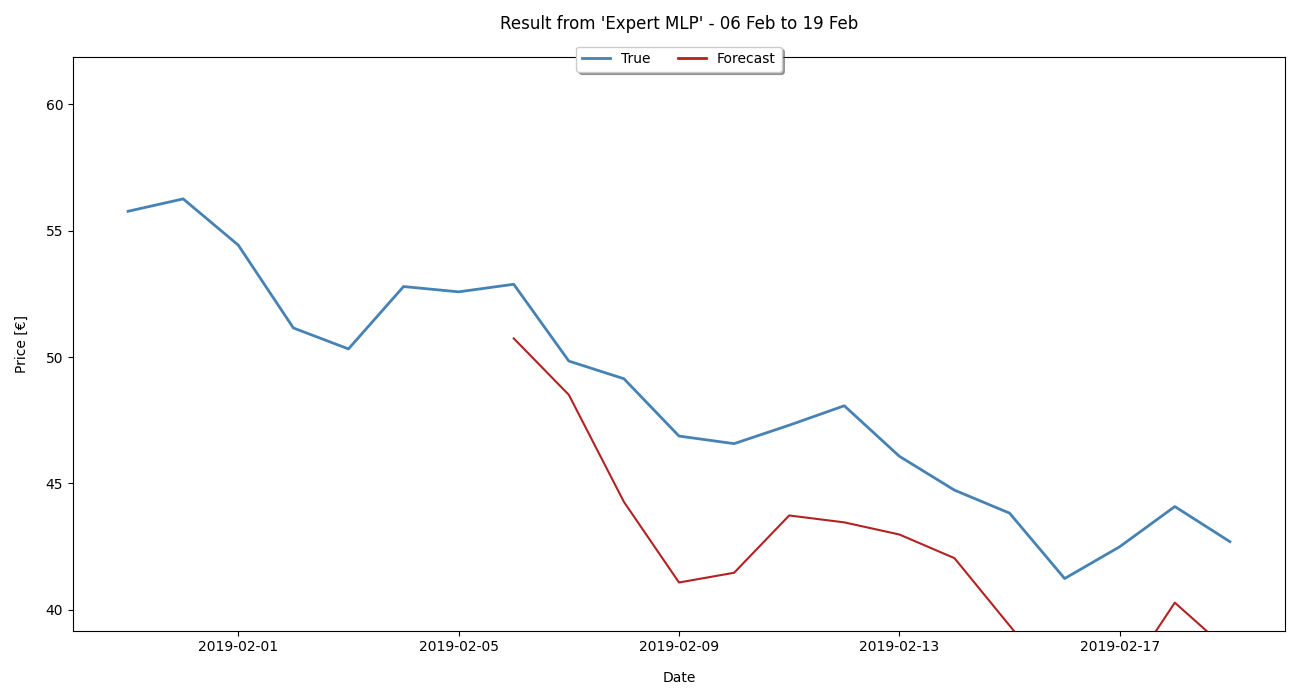 Result from 'Expert MLP' - 06 Feb to 19 Feb
True Forecast
60
55
50
45
40
Price [€]
2019-02-01 2019-02-05 2019-02-09 2019-02-13 2019-02-17
Date